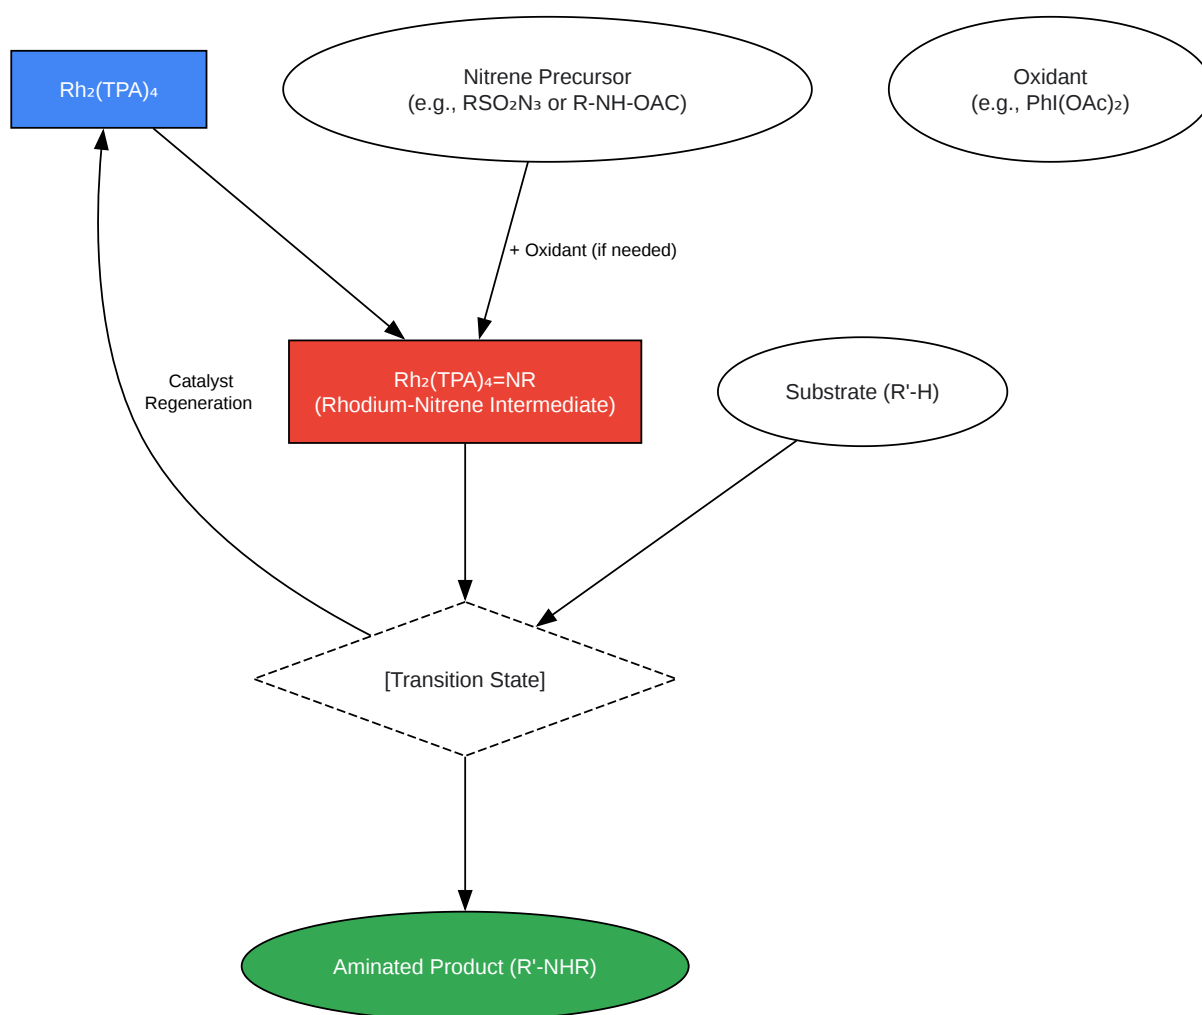 Rh₂(TPA)₄
Nitrene Precursor
(e.g., RSO₂N₃ or R-NH-OAC)
Oxidant
(e.g., PhI(OAc)₂)
+ Oxidant (if needed)
Catalyst
Regeneration
Rh₂(TPA)₄=NR
(Rhodium-Nitrene Intermediate)
Substrate (R'-H)
[Transition State]
Aminated Product (R'-NHR)